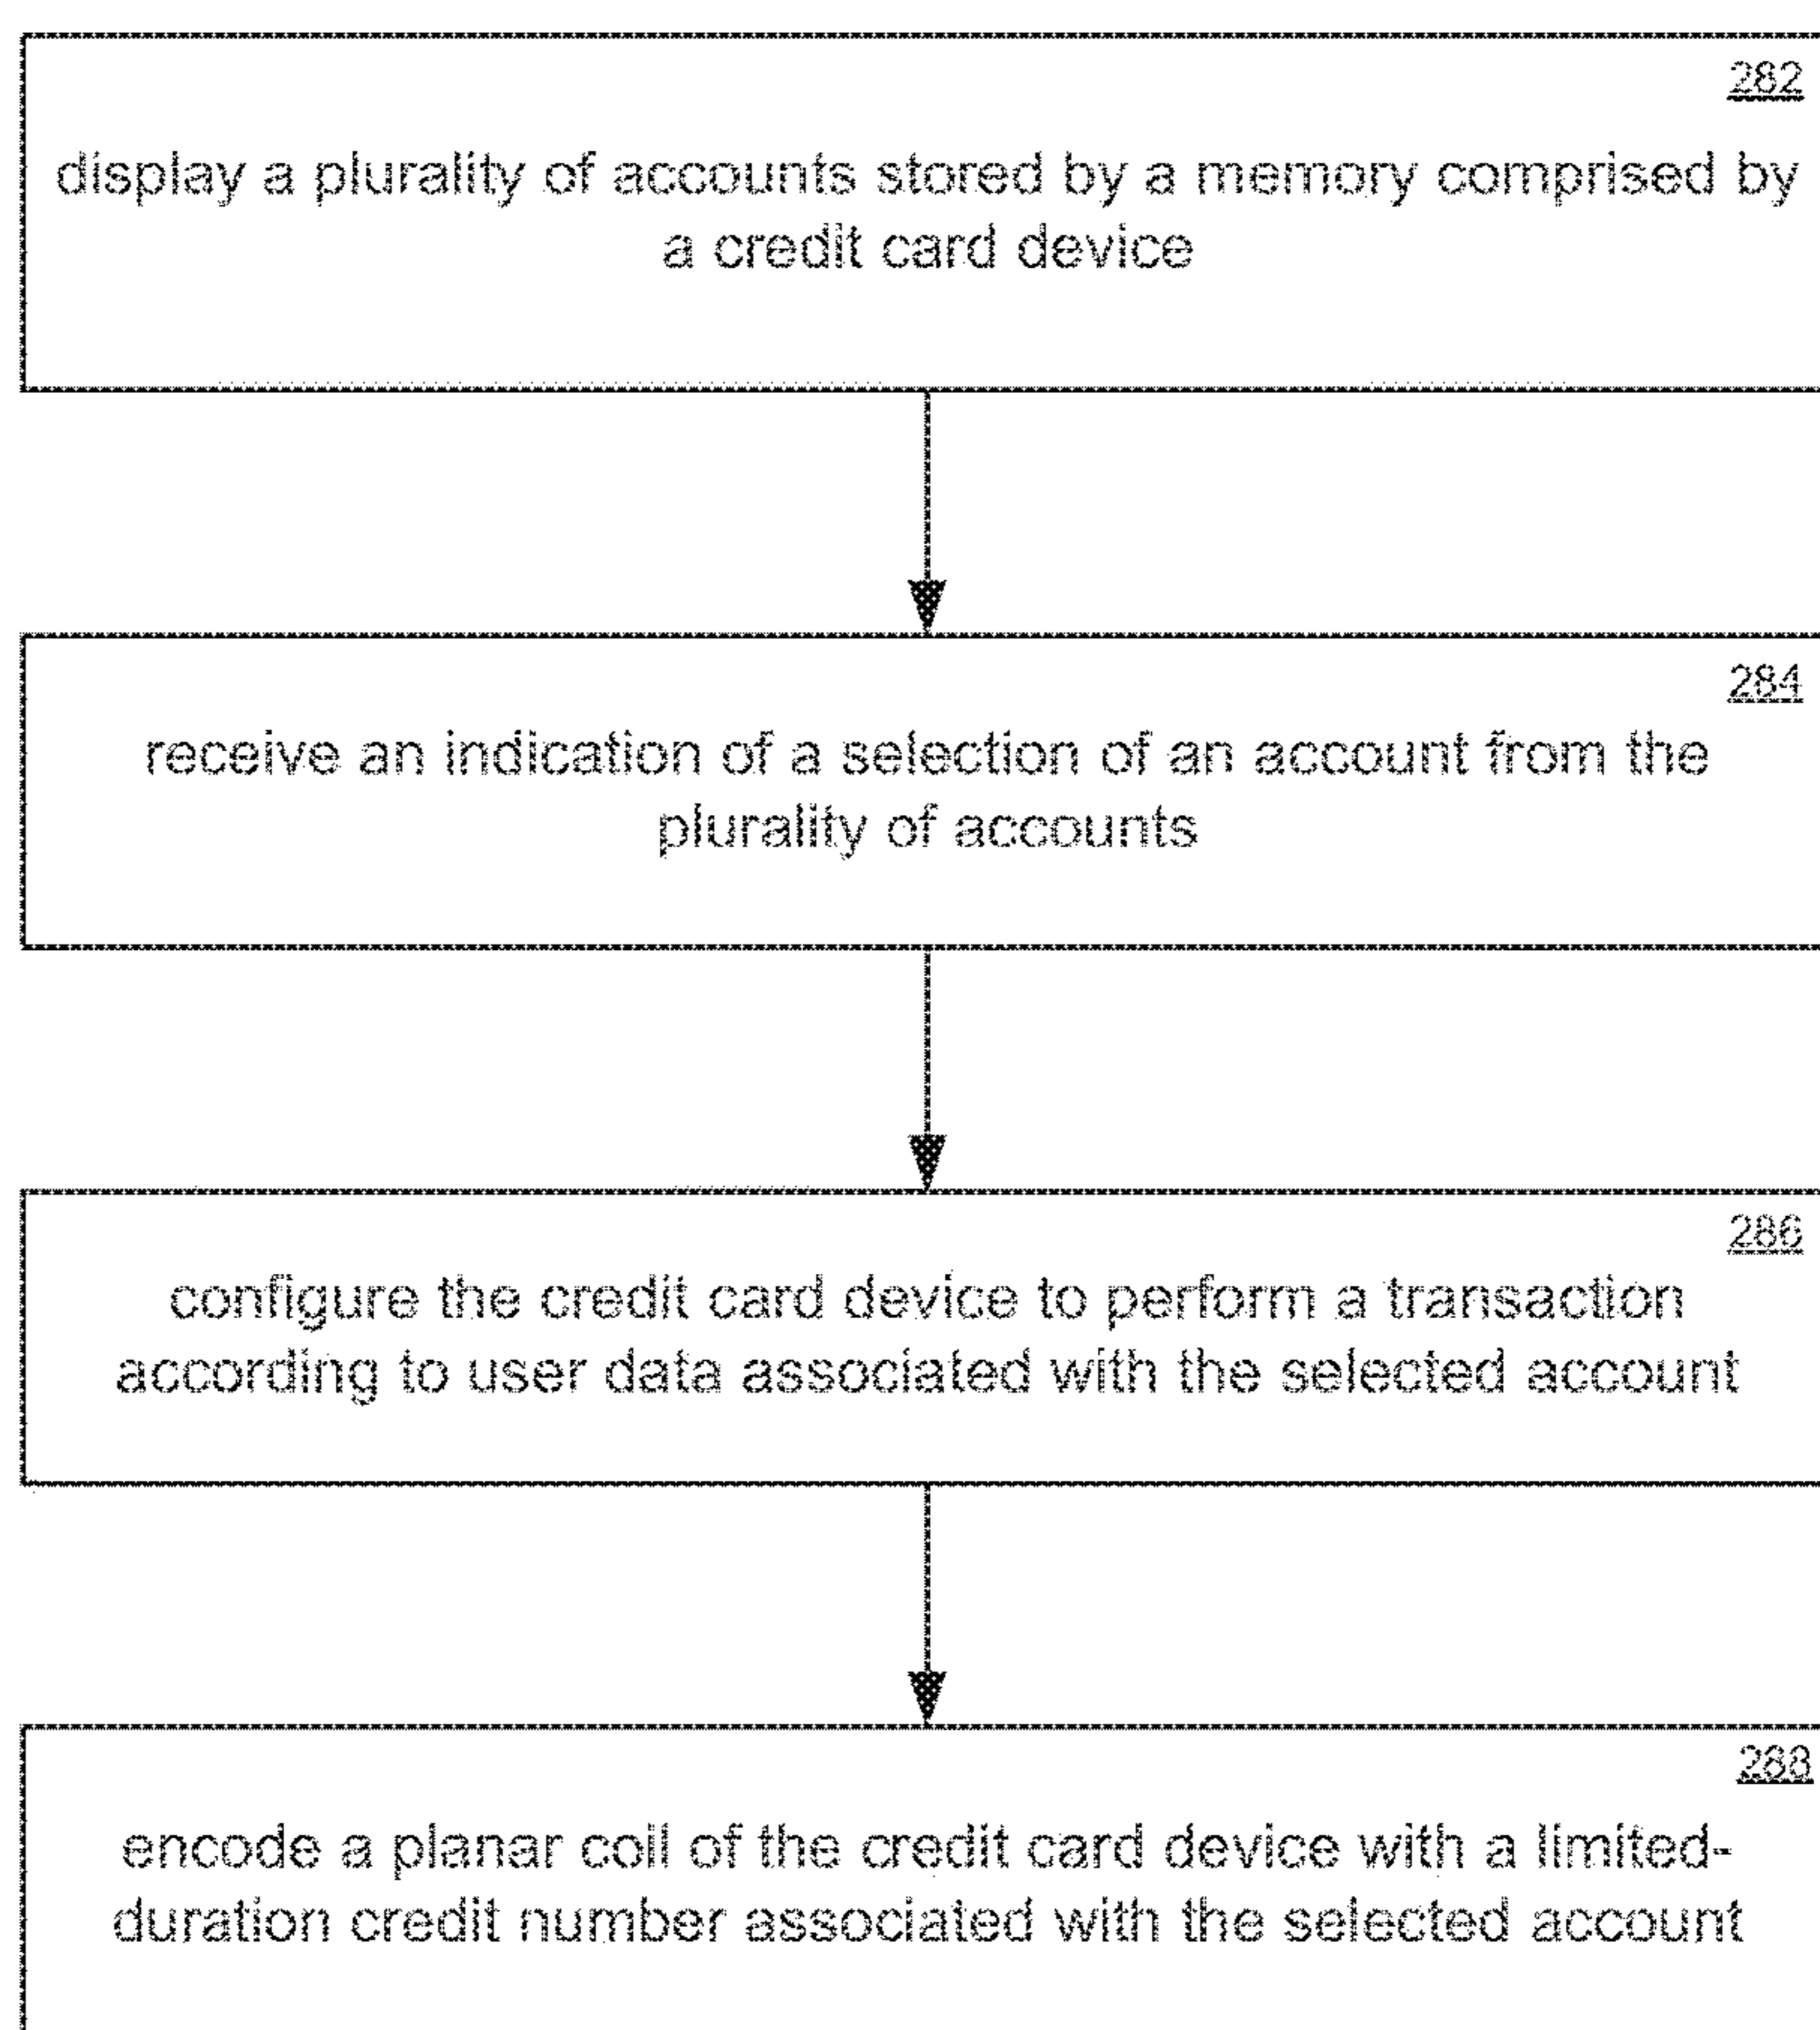 282
display a plurality of accounts stored by a memory comprised by
a credit card device
284
receive an indication of a selection of an account from the
plurality of accounts
286
configure the credit card device to perform a transaction
according to user data associated with the selected account
288
encode a planar coil of the credit card device with a limited-
duration credit number associated with the selected account